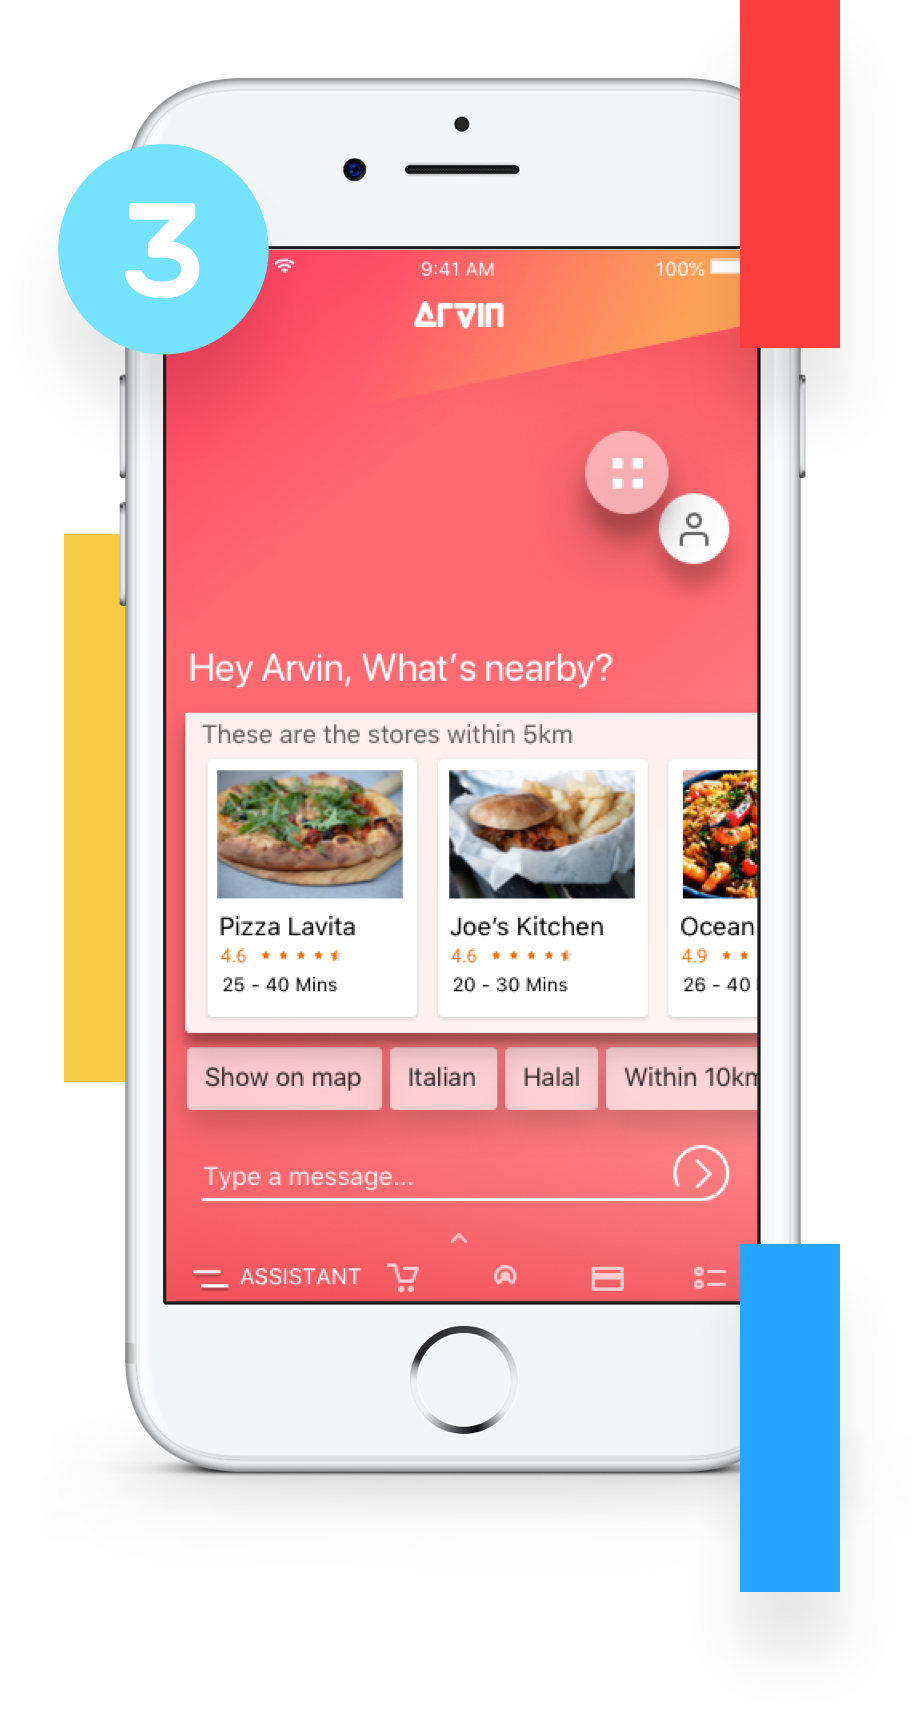 3
9:41 AM
100%
Arvin
Hey Arvin, What's nearby?
These are the stores within 5km
Pizza Lavita
4.6
25 - 40 Mins
Joe's Kitchen
4.6
20 - 30 Mins
Ocean
4.9
26 - 40
Show on map
Italian
Halal
Within 10km
Type a message...
ASSISTANT